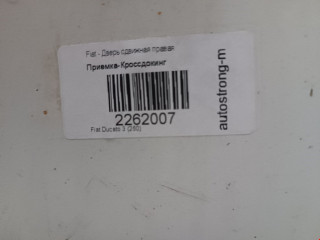 Fiat - Дверь сдвижная правая
Приемка-Кроссдокинг
2262007
Fiat Ducato 3 (250)
autostrong-m